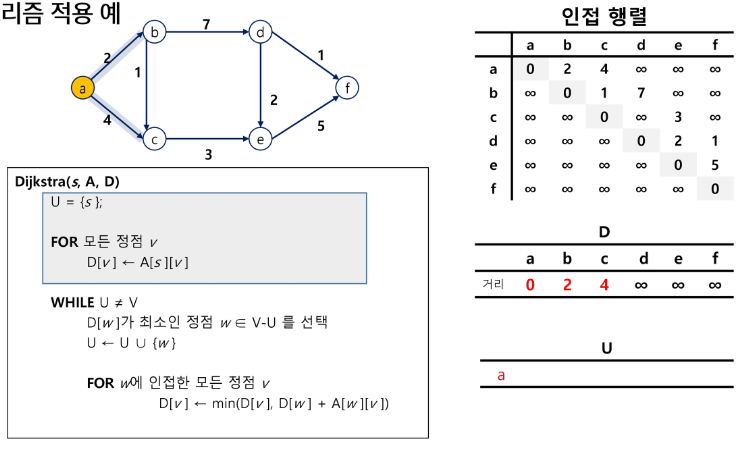 리즘 적용 예
b
7
d
2
1
1
a
2
f
4
5
c
3
e
Dijkstra(s, A, D)
U = {s};
FOR 모든 정점 v
D[v] ← A[s][v]
WHILE U ≠ V
D[w]가 최소인 정점 w ∈ V-U 를 선택
U ← U ∪ {w}
FOR w에 인접한 모든 정점 v
D[v] ← min(D[v], D[w] + A[w][v])
인접 행렬
a b c d e f
a 0 2 4 ∞ ∞ ∞
b ∞ 0 1 7 ∞ ∞
c ∞ ∞ 0 ∞ 3 ∞
d ∞ ∞ ∞ 0 2 1
e ∞ ∞ ∞ ∞ 0 5
f ∞ ∞ ∞ ∞ ∞ 0
D
a b c d e f
거리 0 2 4 ∞ ∞ ∞
U
a